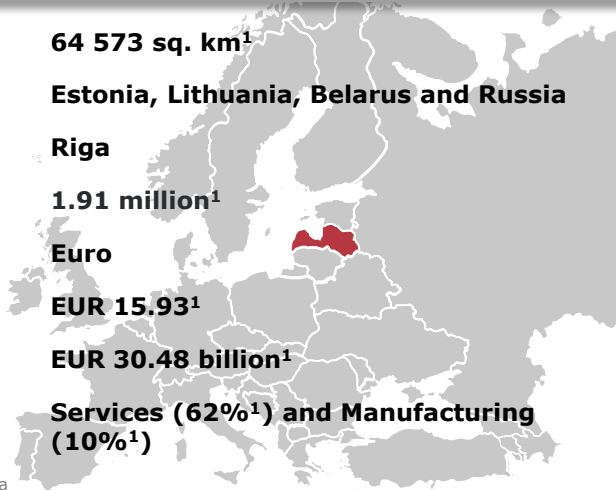 64 573 sq. km¹
Estonia, Lithuania, Belarus and Russia
Riga
1.91 million¹
Euro
EUR 15.93¹
EUR 30.48 billion¹
Services (62%¹) and Manufacturing
(10%¹)
a